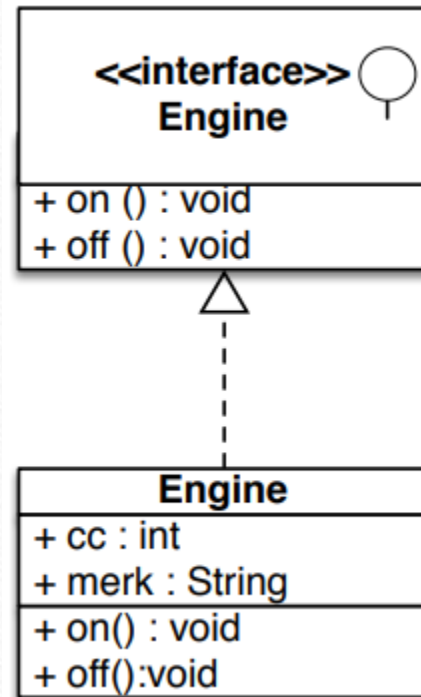 <<interface>>
Engine
+ on () : void
+ off () : void
Engine
+ cc : int
+ merk : String
+ on() : void
+ off():void